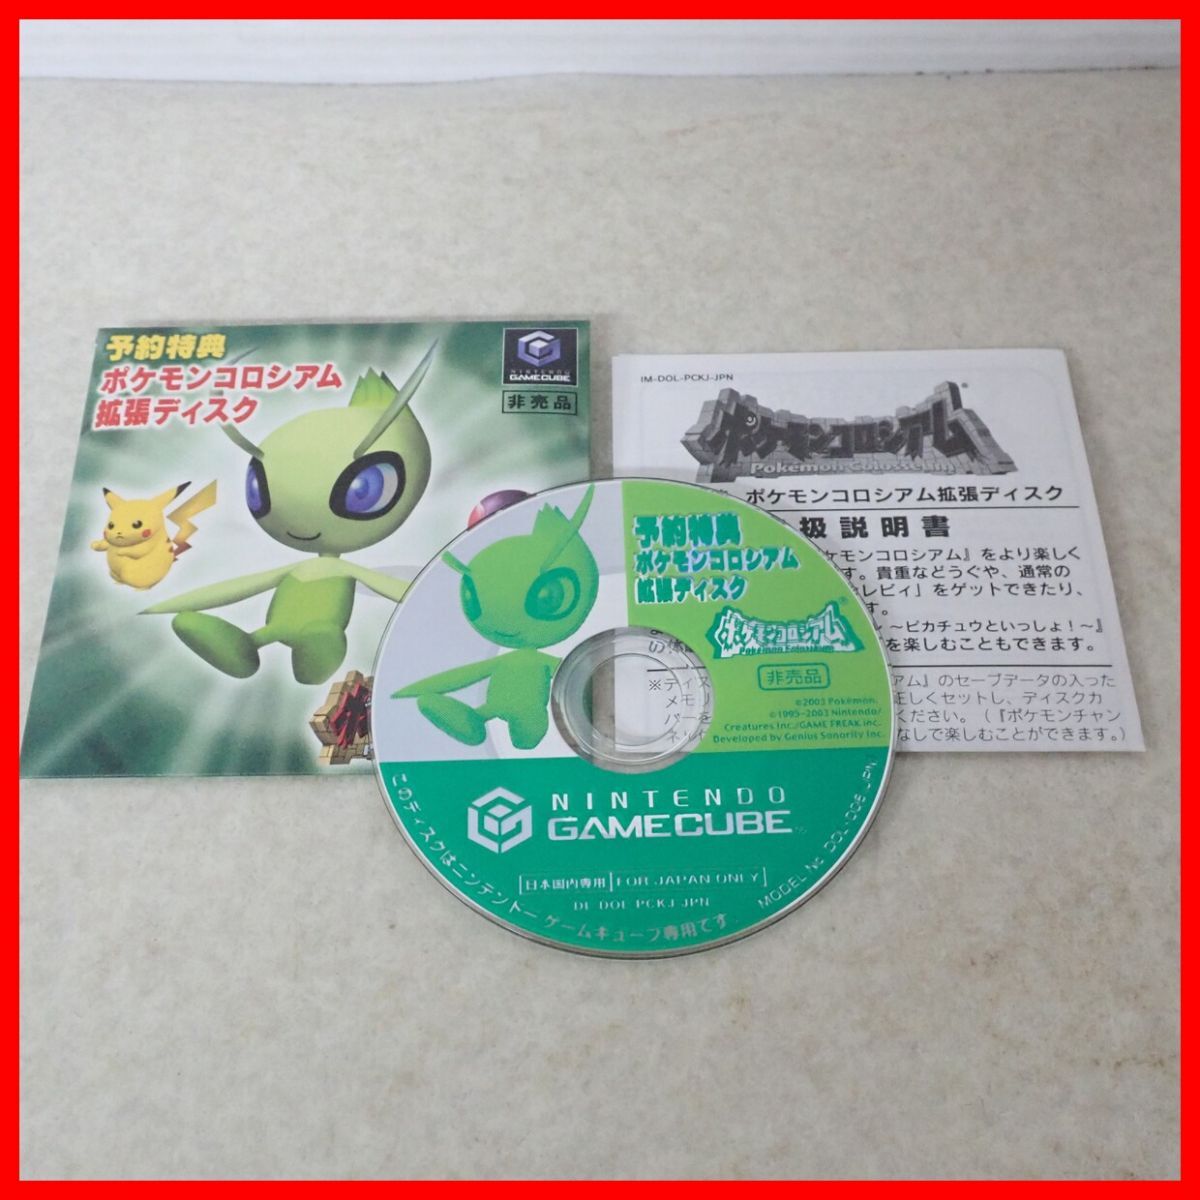 予約特典
ポケモンコロシアム
拡張ディスク
NINTENDO
GAMECUBE
非売品
IM-DOL-PCKJ-JPN
ポケモンコロシアム
Pokémon Colosseum
ポケモンコロシアム拡張ディスク
扱説明書
ケモンコロシアム』をより楽しく
す。貴重などうぐや、通常の
セレビィ」をゲットできたり、
す。
～ピカチュウといっしょ！～』
を楽しむこともできます。
※ディス
アム』のセーブデータの入った
メモリ
正しくセットし、ディスクカ
バーを
ください。（『ポケモンチャン
ネッ
なしで楽しむことができます。）
予約特典
ポケモンコロシアム
拡張ディスク
ポケモンコロシアム
Pokémon Colosseum
非売品
©2003 Pokémon.
©1995-2003 Nintendo/
Creatures Inc./GAME FREAK inc.
Developed by Genius Sonority Inc.
NINTENDO
GAMECUBE™
日本国内専用 FOR JAPAN ONLY
DL-DOL-PCKJ-JPN
このディスクはニンテンドーゲームキューブ専用です。
MODEL No. DOL-006 JPN